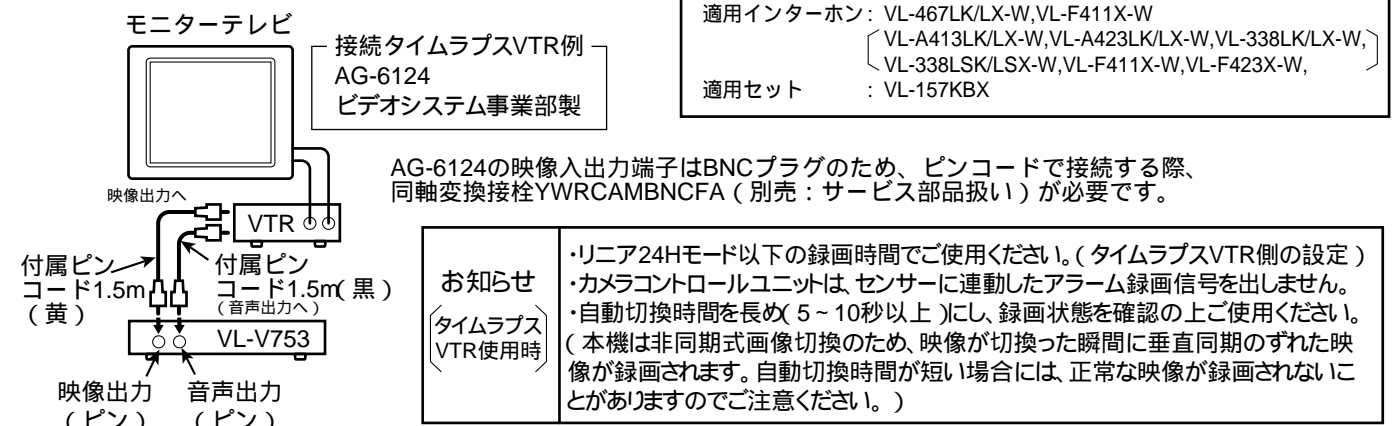 モニターテレビ
接続タイムラプスVTR例
AG-6124
ビデオシステム事業部製
適用インターホン : VL-467LK/LX-W,VL-F411X-W
VL-A413LK/LX-W,VL-A423LK/LX-W,VL-338LK/LX-W,
VL-338LSK/LSX-W,VL-F411X-W,VL-F423X-W,
適用セット : VL-157KBX
AG-6124の映像入出力端子はBNCプラグのため、ピンコードで接続する際、
同軸変換接栓YWRCAMBNCFA(別売:サービス部品扱い)が必要です。
映像出力へ
VTR
付属ピン
コード1.5m
(黄)
付属ピン
コード1.5m(黒)
(音声出力へ)
VL-V753
映像出力
(ピン)
音声出力
(ピン)
お知らせ
タイムラプス
VTR使用時
・リニア24Hモード以下の録画時間でご使用ください。(タイムラプスVTR側の設定)
・カメラコントロールユニットは、センサーに連動したアラーム録画信号を出しません。
・自動切換時間を長め(5~10秒以上)にし、録画状態を確認の上ご使用ください。
(本機は非同期式画像切換のため、映像が切換った瞬間に垂直同期のずれた映
像が録画されます。自動切換時間が短い場合には、正常な映像が録画されないこ
とがありますのでご注意ください。)